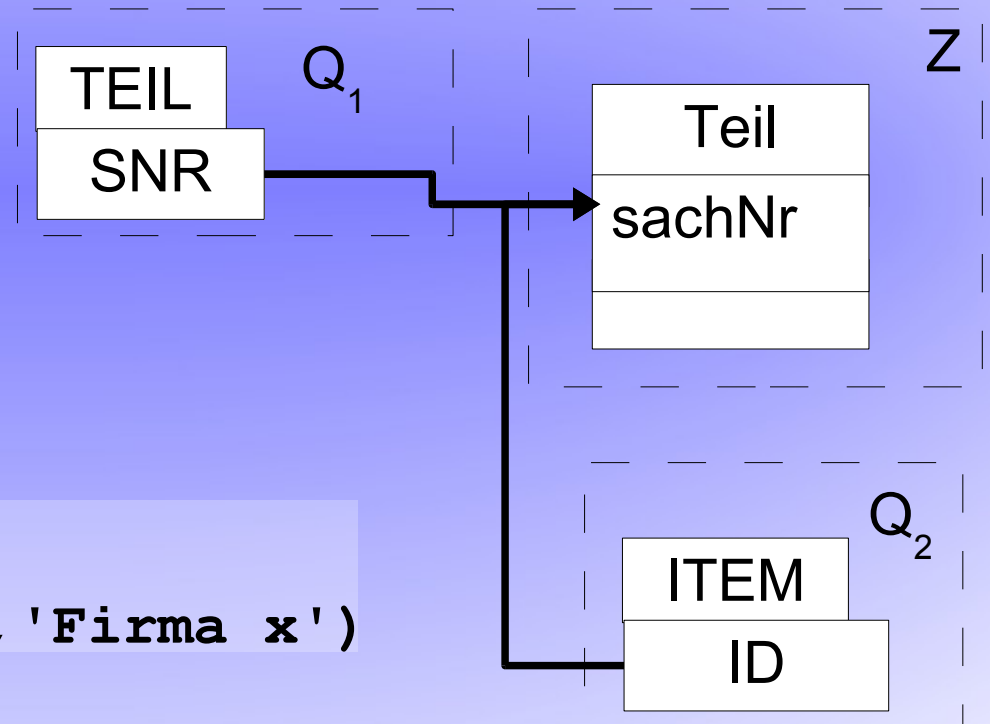 TEIL
SNR
Q1
Z
Teil
sachNr
'Firma x')
Q2
ITEM
ID